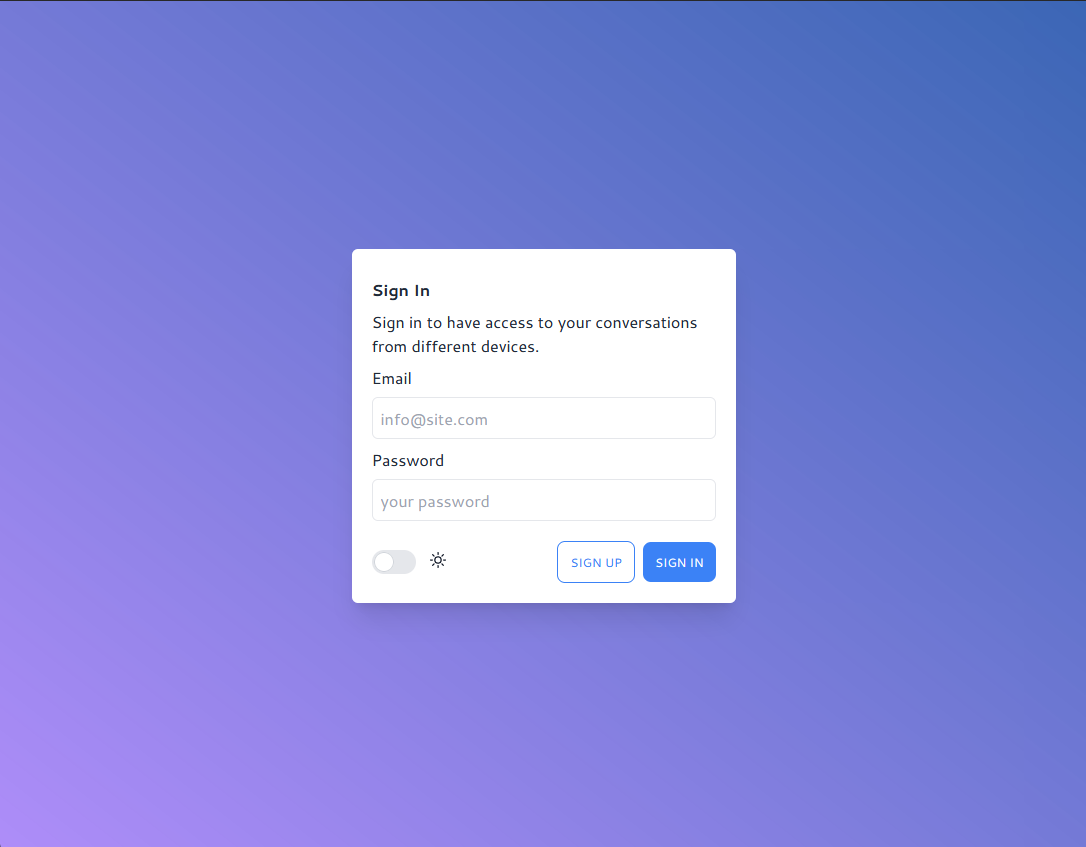 Sign In
Sign in to have access to your conversations
from different devices.
Email
info@site.com
Password
your password
SIGN UP SIGN IN